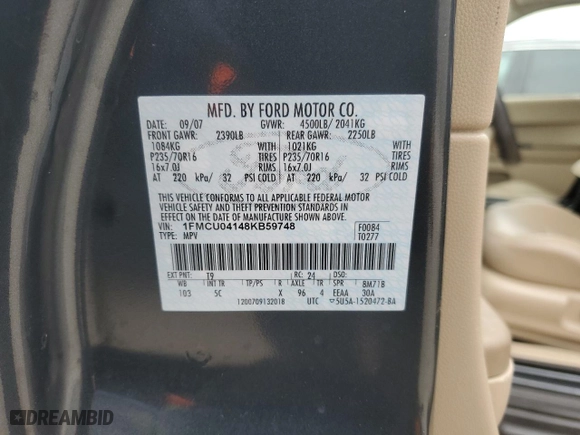 MFD. BY FORD MOTOR CO.
DATE: 09/07 GVWR: 4500LB/ 2041KG
FRONT GAWR: 2390LB REAR GAWR: 2250LB
1084KG WITH 1021KG WITH
P235/70R16 TIRES P235/70R16 TIRES
16x7.0J RIMS 16x7.0J RIMS
AT 220 kPa/ 32 PSI COLD AT 220 kPa/ 32 PSI COLD
THIS VEHICLE CONFORMS TO ALL APPLICABLE FEDERAL MOTOR
VEHICLE SAFETY AND THEFT PREVENTION STANDARDS IN
EFFECT ON THE DATE OF MANUFACTURE SHOWN ABOVE.
VIN: 1FMCU04148KB59748 F0084
TYPE: MPV T0277
EXT PNT: T9 RC: 24 DSO:
WB INT TR TP/PS R AXLE TR SPR 8M71B
103 5C X 96 4 EEAA 30A
12D0709132018 UTC 5U5A-1520472-BA
Ford
DREAMBID